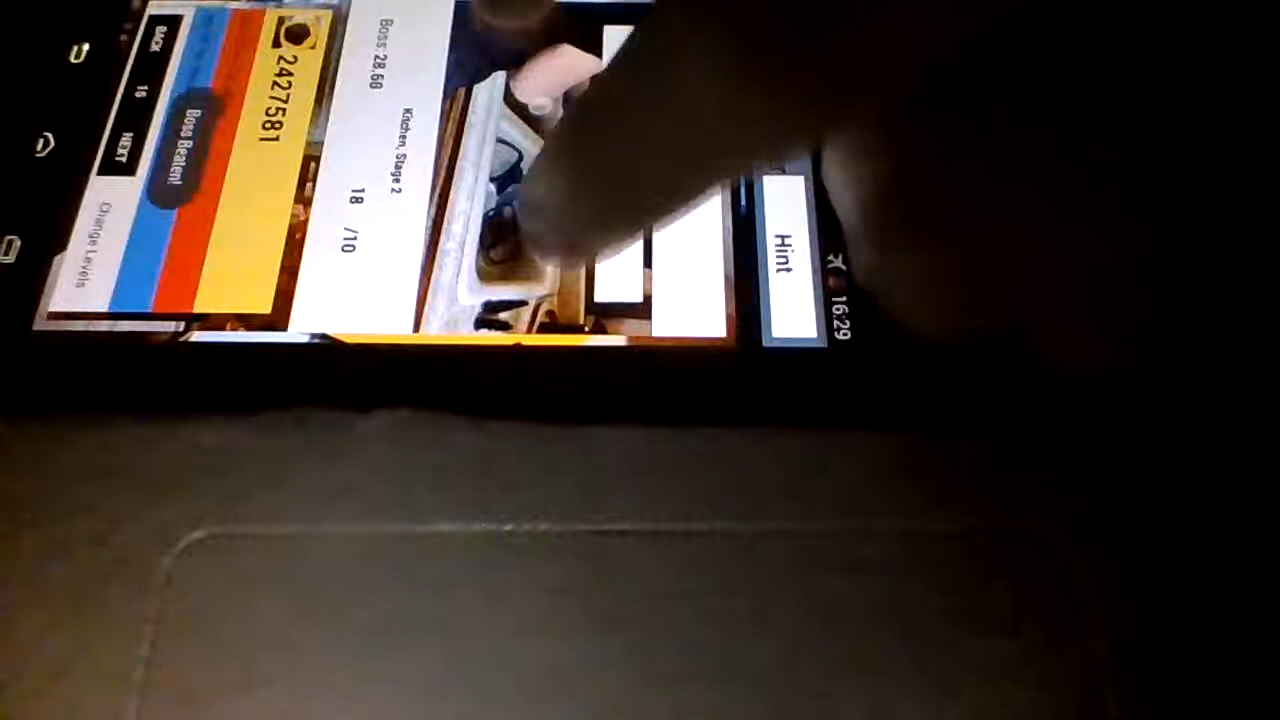 16:29
Hint
Kitchen, Stage 2
18 /10
Boss:28.60
2427581
Boss Beaten!
BACK 16 NEXT
Change Levels